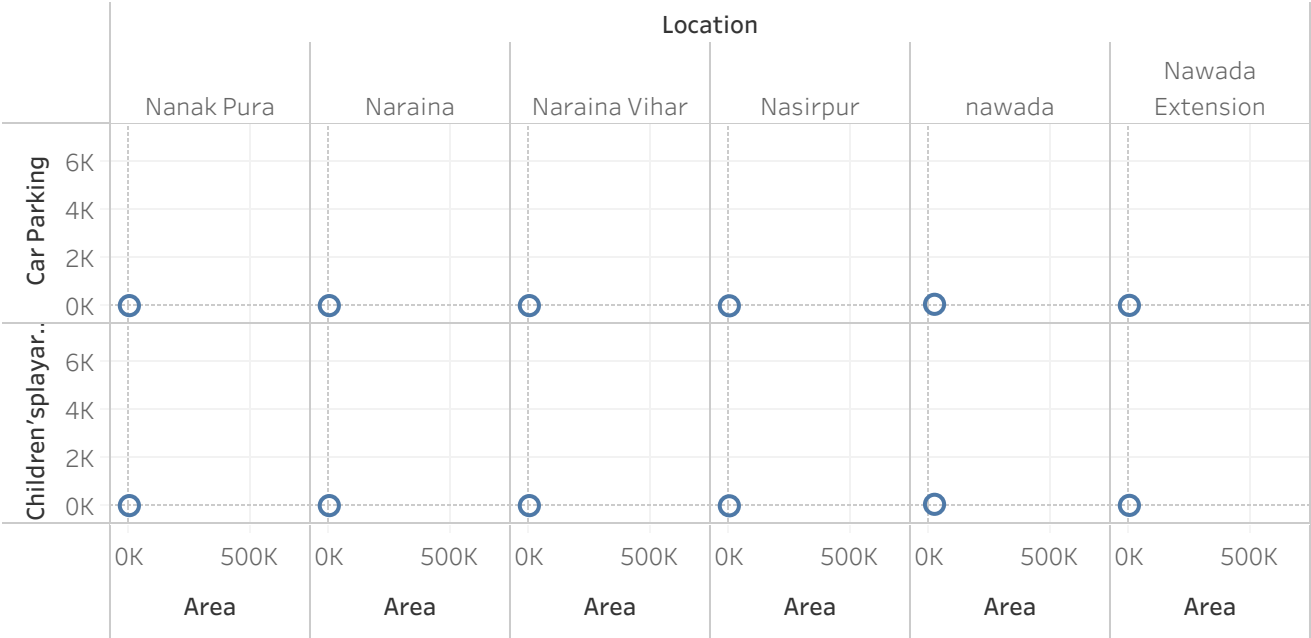 Location
Nanak Pura
Naraina
Naraina Vihar
Nasirpur
nawada
Nawada
Extension
Car Parking
6K
4K
2K
0K
Children'splayar..
6K
4K
2K
0K
0K 500K 0K 500K 0K 500K 0K 500K 0K 500K 0K 500K
Area Area Area Area Area Area